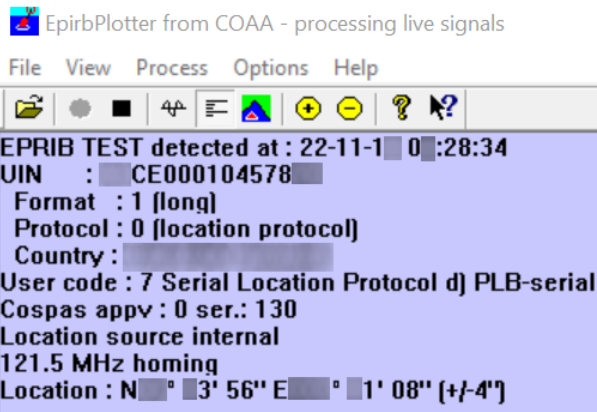 EpirbPlotter from COAA - processing live signals
File View Process Options Help
EPRIB TEST detected at : 22-11-1 0 :28:34
UIN : CE000104578
Format : 1 (long)
Protocol : 0 (location protocol)
Country :
User code : 7 Serial Location Protocol d) PLB-serial
Cospas appv : 0 ser.: 130
Location source internal
121.5 MHz homing
Location : N ° 3' 56" E ° 1' 08" (+/-4")